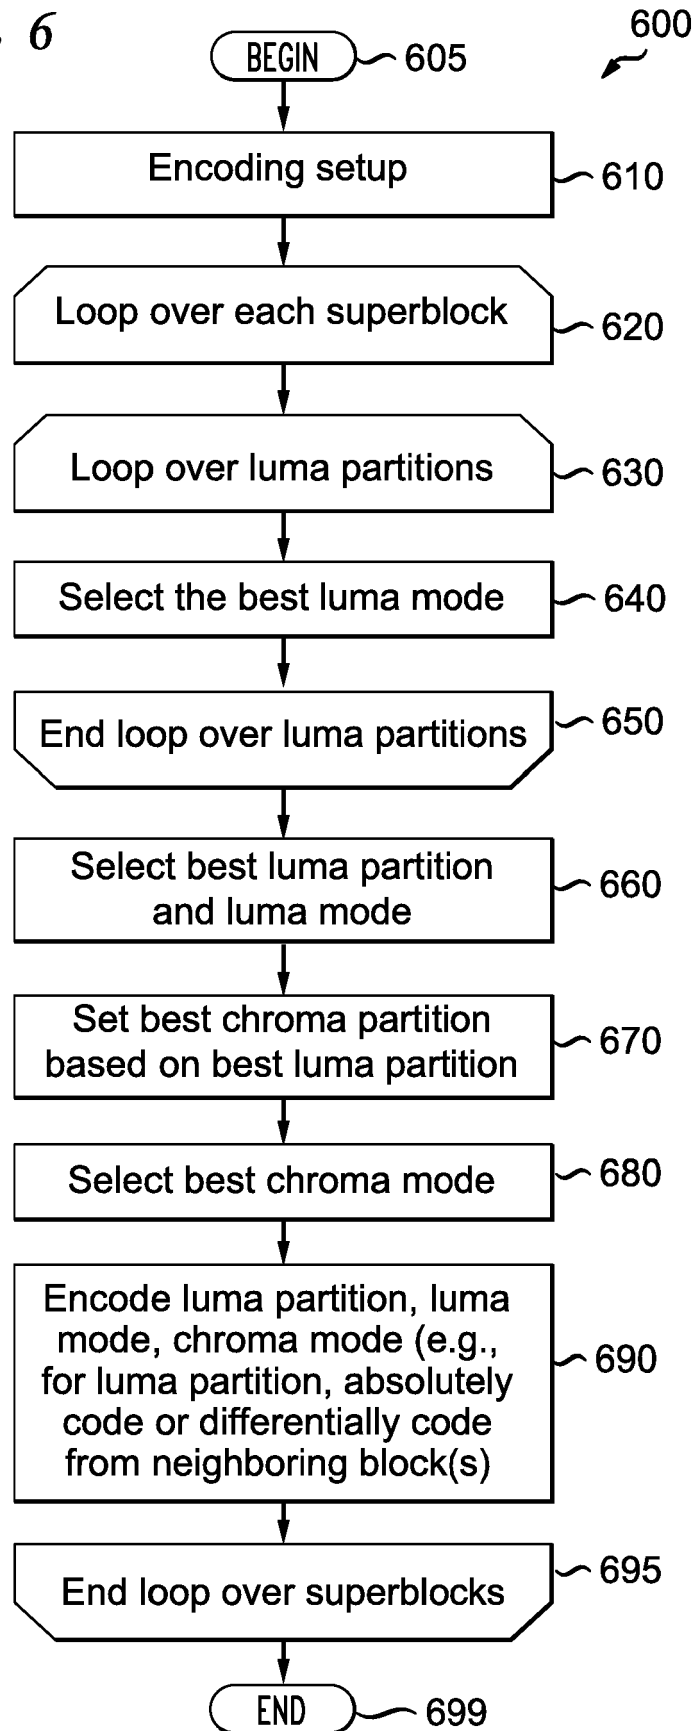 . 6
600
BEGIN
605
Encoding setup
610
Loop over each superblock
620
Loop over luma partitions
630
Select the best luma mode
640
End loop over luma partitions
650
Select best luma partition
and luma mode
660
Set best chroma partition
based on best luma partition
670
Select best chroma mode
680
Encode luma partition, luma
mode, chroma mode (e.g.,
for luma partition, absolutely
code or differentially code
from neighboring block(s)
690
End loop over superblocks
695
END
699